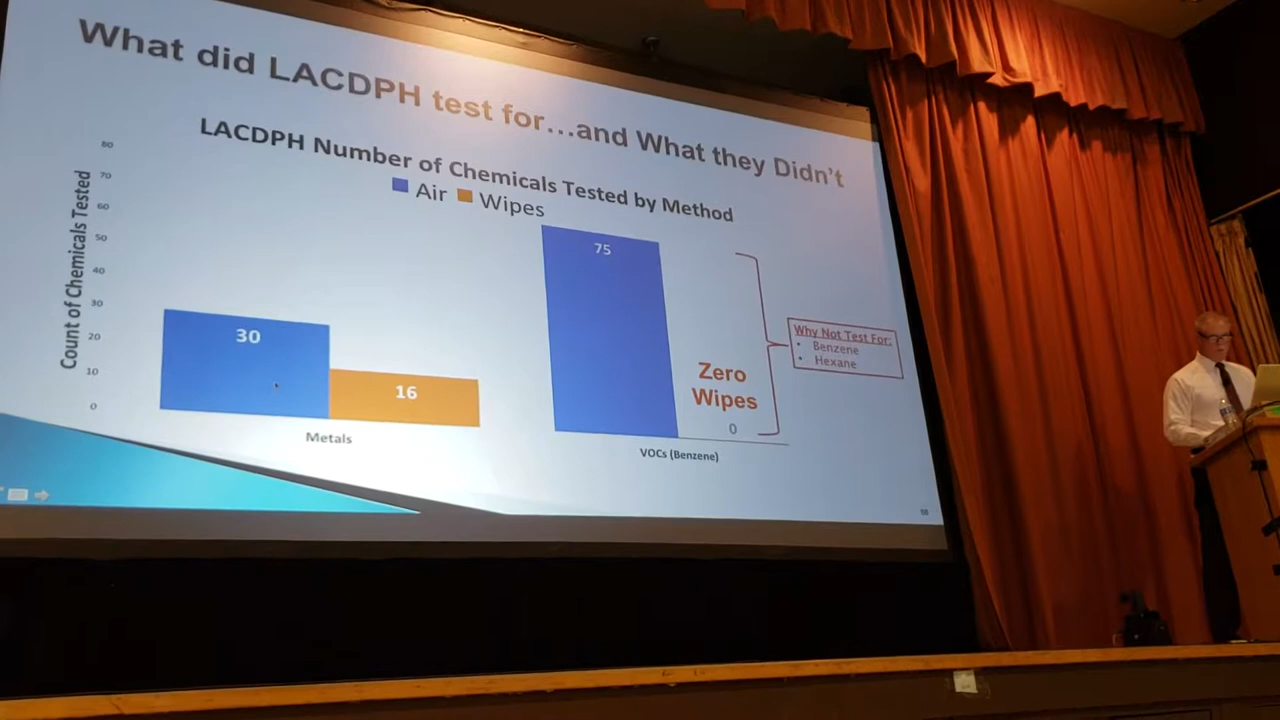 What did LACDPH test for...and What they Didn't
LACDPH Number of Chemicals Tested by Method
Air Wipes
Count of Chemicals Tested
80
70
60
50
40
30
20
10
0
30
16
Metals
75
Zero
Wipes
0
VOCs (Benzene)
Why Not Test For:
• Benzene
• Hexane